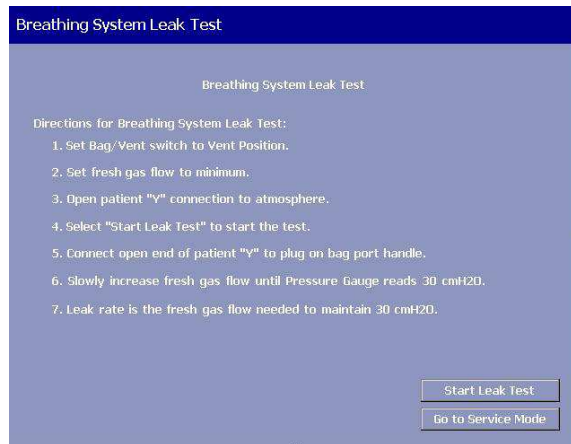 Breathing System Leak Test
Breathing System Leak Test
Directions for Breathing System Leak Test:
1. Set Bag/Vent switch to Vent Position.
2. Set fresh gas flow to minimum.
3. Open patient "Y" connection to atmosphere.
4. Select "Start Leak Test" to start the test.
5. Connect open end of patient "Y" to plug on bag port handle.
6. Slowly increase fresh gas flow until Pressure Gauge reads 30 cmH2O.
7. Leak rate is the fresh gas flow needed to maintain 30 cmH2O.
Start Leak Test
Go to Service Mode